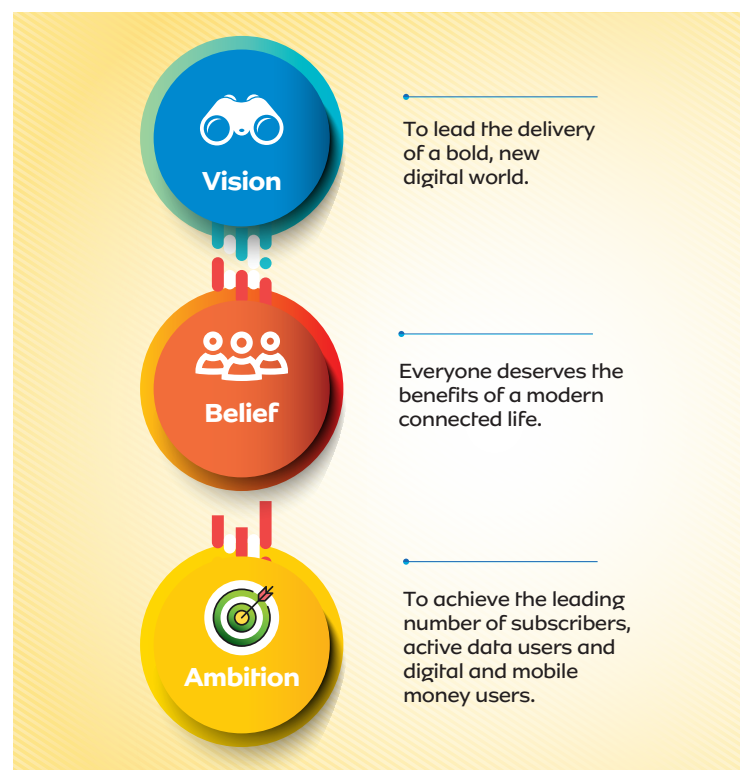 Vision
To lead the delivery
of a bold, new
digital world.
Belief
Everyone deserves the
benefits of a modern
connected life.
Ambition
To achieve the leading
number of subscribers,
active data users and
digital and mobile
money users.